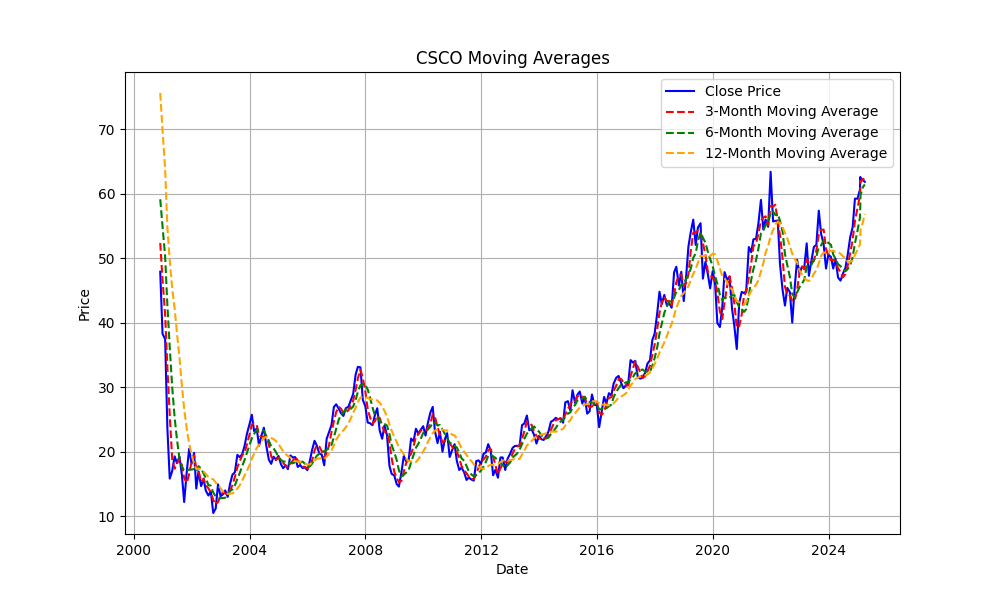 CSCO Moving Averages
Close Price
3-Month Moving Average
6-Month Moving Average
12-Month Moving Average
Price
70
60
50
40
30
20
10
2000 2004 2008 2012 2016 2020 2024
Date